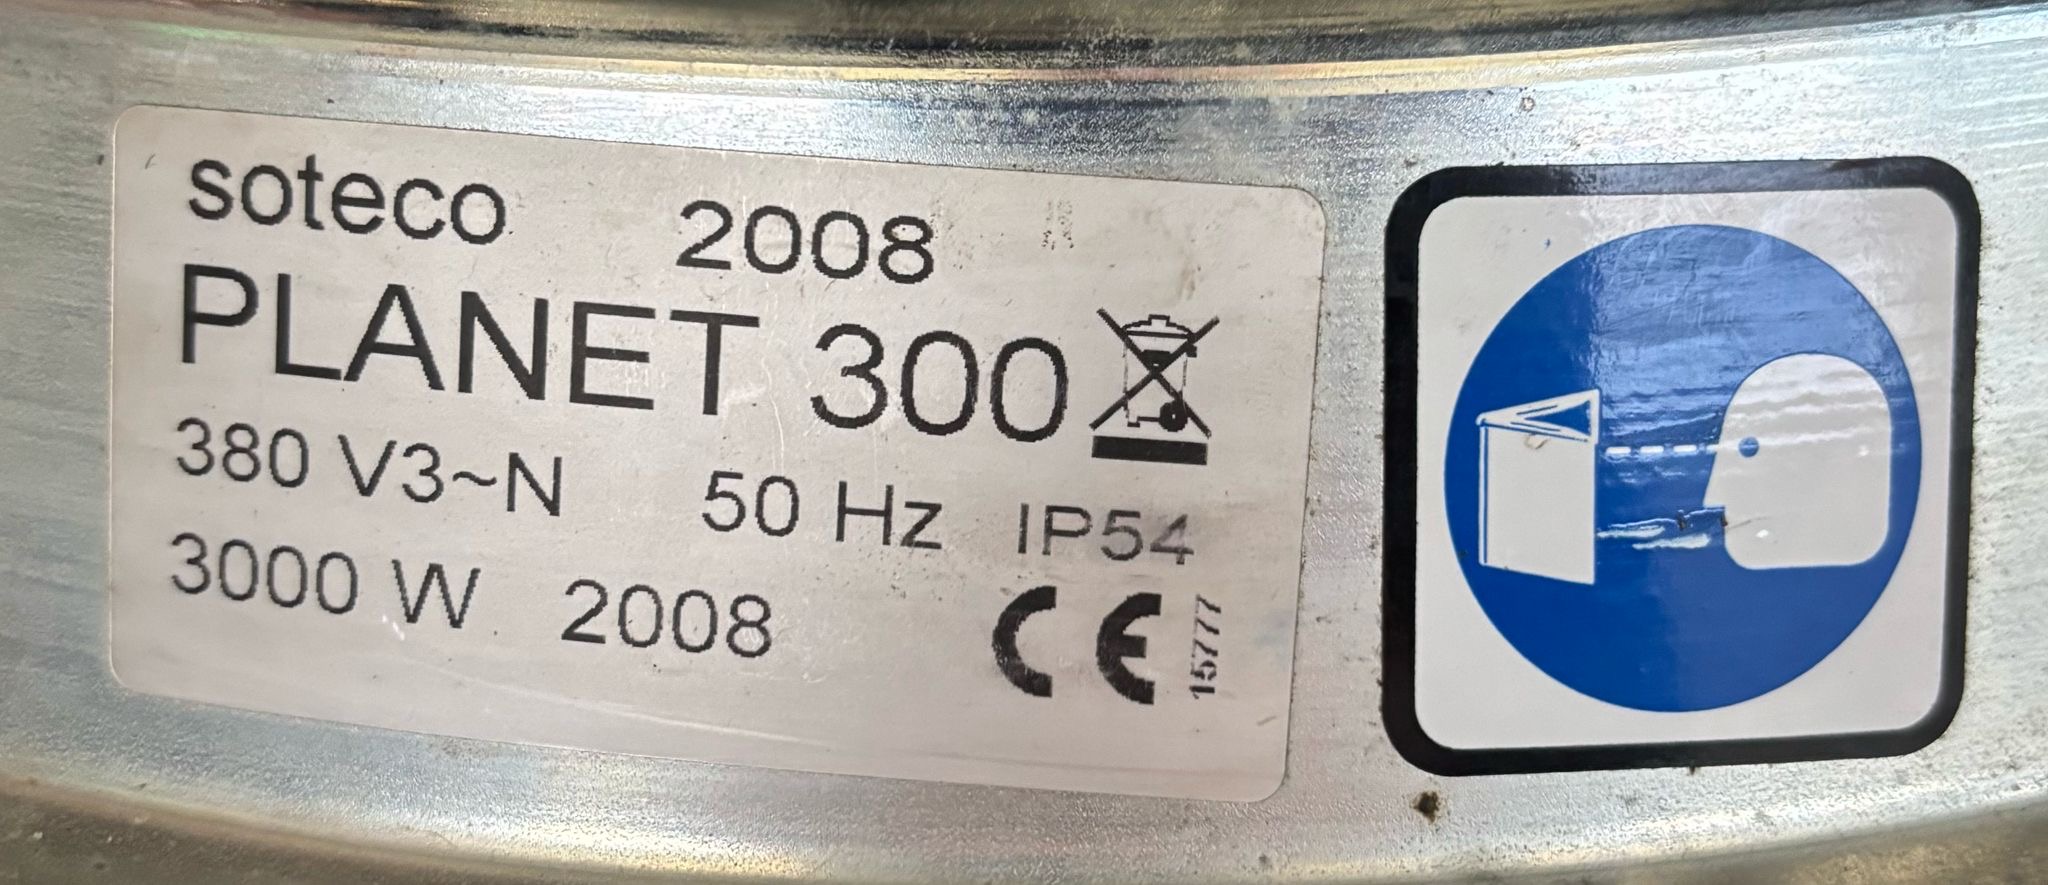 soteco 2008
PLANET 300
380 V3~N 50 Hz IP54
3000 W 2008 CE
15777